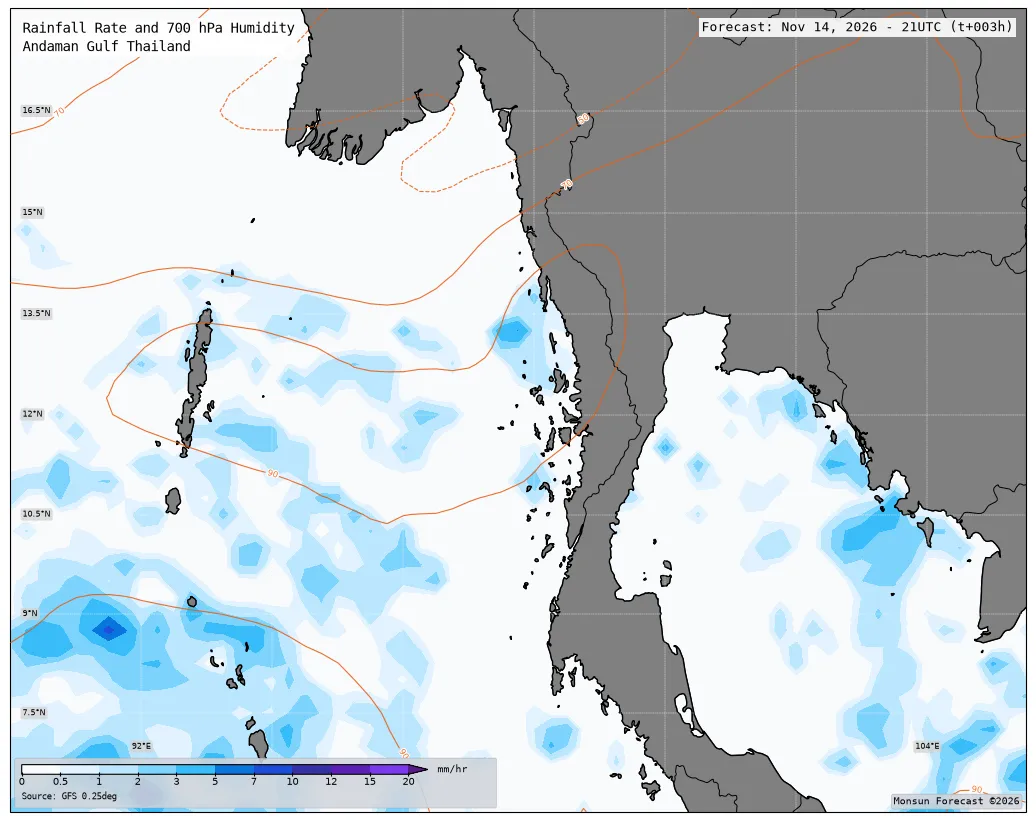 Rainfall Rate and 700 hPa Humidity
Andaman Gulf Thailand
Forecast: Nov 14, 2026 - 21UTC (t+003h)
70
16.5°N
80
70
15°N
13.5°N
12°N
90
10.5°N
9°N
7.5°N
92°E
104°E
90
mm/hr
0 0.5 1 2 3 5 7 10 12 15 20
90
Source: GFS 0.25deg
Monsun Forecast ©2026